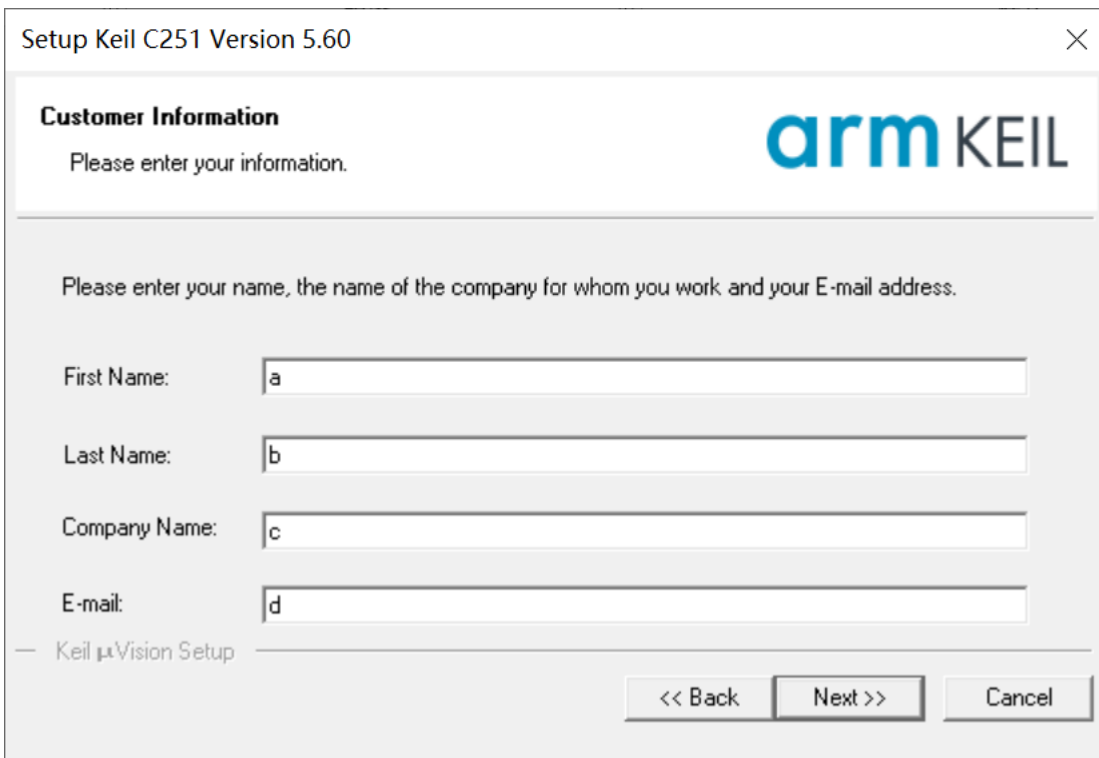 Setup Keil C251 Version 5.60
Customer Information
Please enter your information.
arm KEIL
Please enter your name, the name of the company for whom you work and your E-mail address.
First Name: a
Last Name: b
Company Name: c
E-mail: d
Keil µVision Setup
<< Back Next >> Cancel